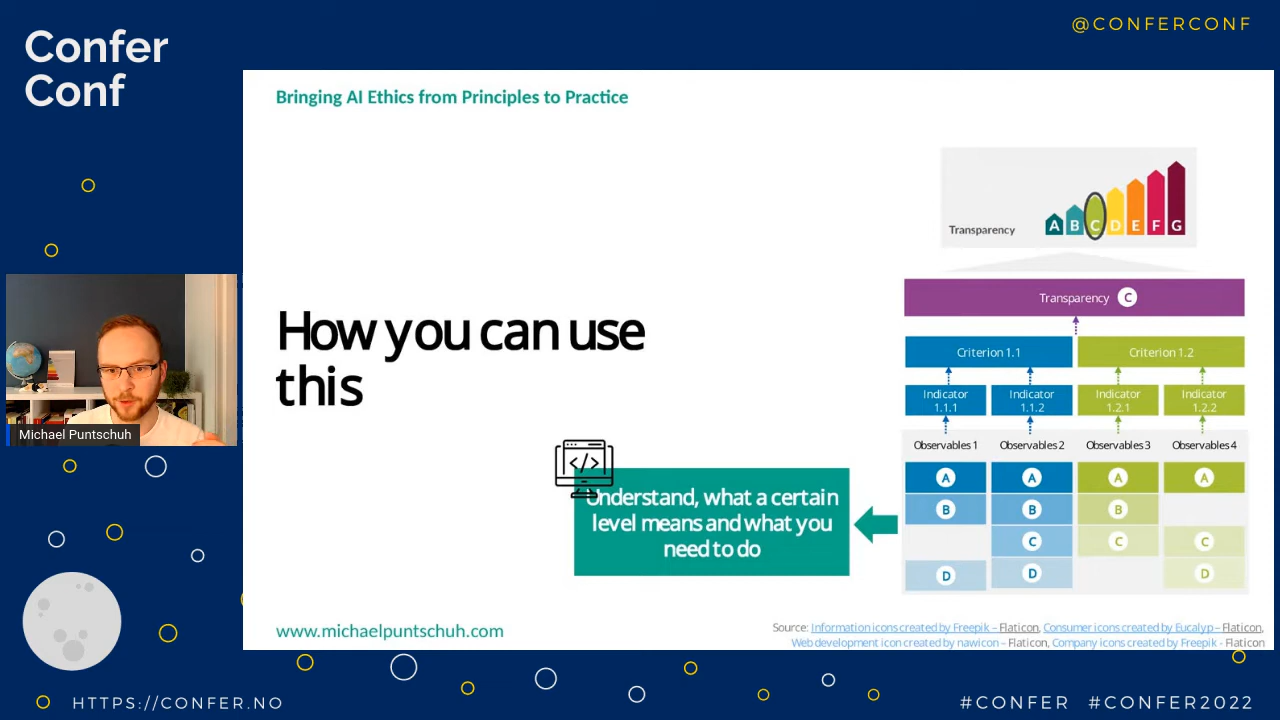 Confer
Conf
@CONFERCONF
Bringing AI Ethics from Principles to Practice
Transparency
A B C D E F G
Transparency C
Criterion 1.1
Criterion 1.2
Indicator
1.1.1
Indicator
1.1.2
Indicator
1.2.1
Indicator
1.2.2
Observables 1
Observables 2
Observables 3
Observables 4
A A A A
B B B
C C C
D D D
How you can use
this
</>
Understand, what a certain
level means and what you
need to do
Michael Puntschuh
www.michaelpuntschuh.com
Source: Information icons created by Freepik – Flaticon, Consumer icons created by Eucalyp – Flaticon,
Web development icon created by nawicon – Flaticon, Company icons created by Freepik - Flaticon
HTTPS://CONFER.NO
#CONFER #CONFER2022